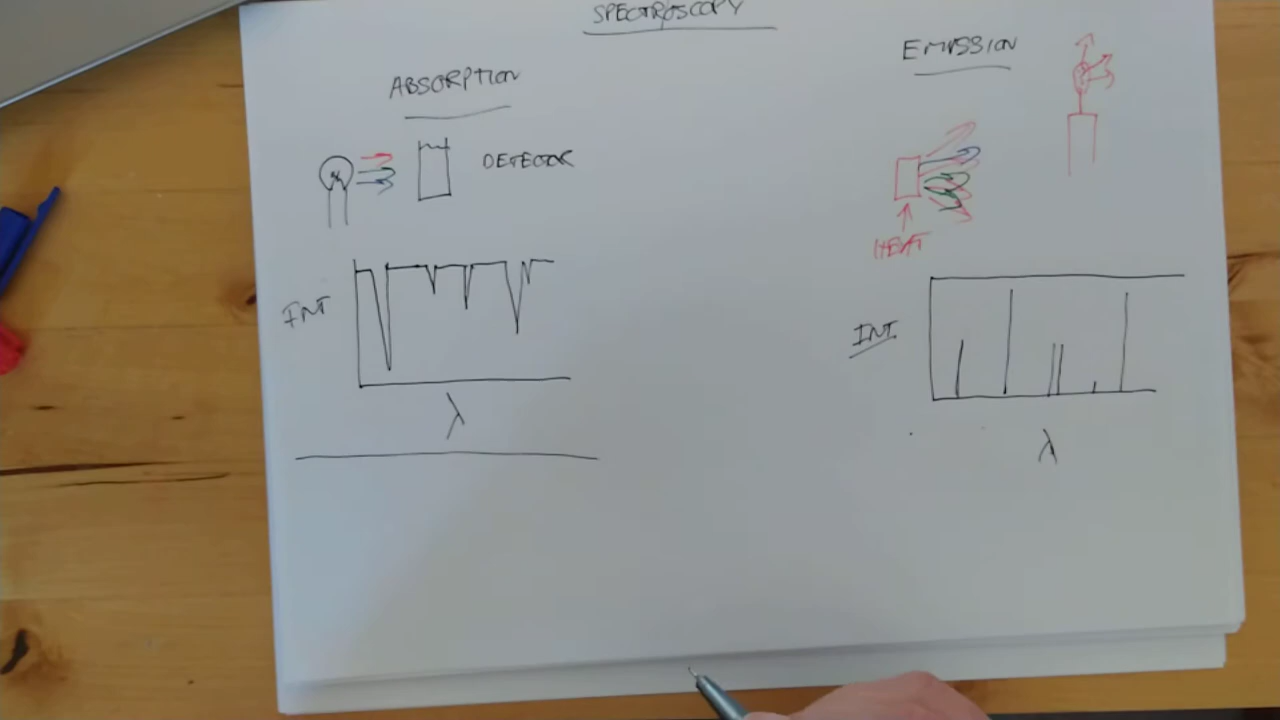 SPECTROSCOPY
ABSORPTION
DETECTOR
INT
λ
EMISSION
HEAT
INT
λ